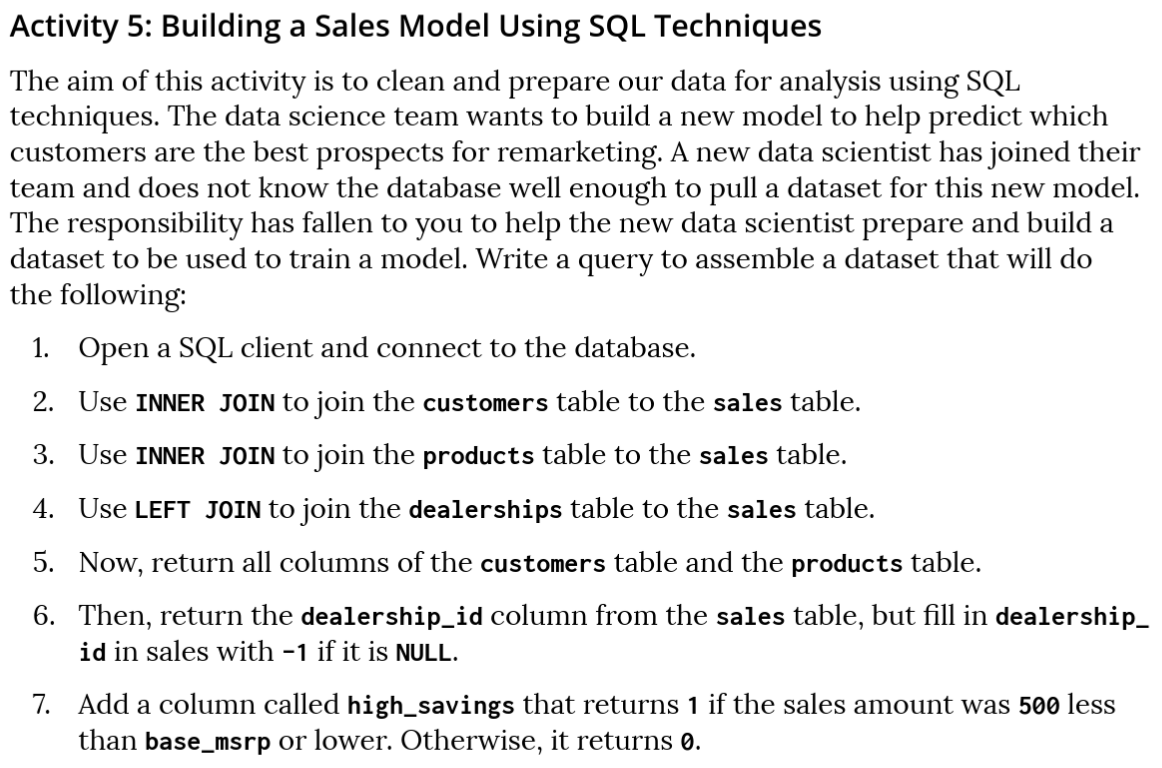 Activity 5: Building a Sales Model Using SQL Techniques
The aim of this activity is to clean and prepare our data for analysis using SQL
techniques. The data science team wants to build a new model to help predict which
customers are the best prospects for remarketing. A new data scientist has joined their
team and does not know the database well enough to pull a dataset for this new model.
The responsibility has fallen to you to help the new data scientist prepare and build a
dataset to be used to train a model. Write a query to assemble a dataset that will do
the following:
1. Open a SQL client and connect to the database.
2. Use INNER JOIN to join the customers table to the sales table.
3. Use INNER JOIN to join the products table to the sales table.
4. Use LEFT JOIN to join the dealerships table to the sales table.
5. Now, return all columns of the customers table and the products table.
6. Then, return the dealership_id column from the sales table, but fill in dealership_
id in sales with -1 if it is NULL.
7. Add a column called high_savings that returns 1 if the sales amount was 500 less
than base_msrp or lower. Otherwise, it returns 0.